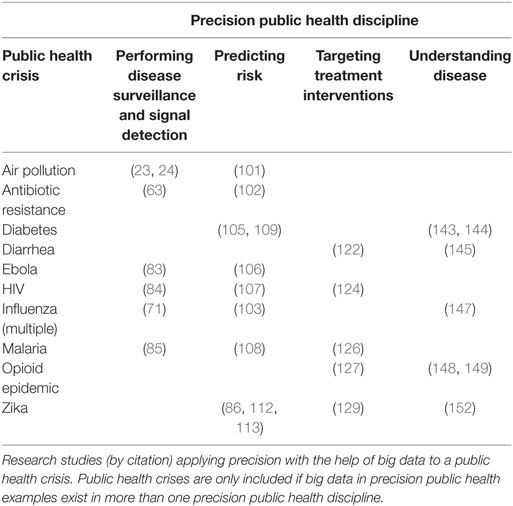 Precision public health discipline
Public health Performing Predicting Targeting Understanding
crisis disease risk treatment disease
surveillance interventions
and signal
detection
Air pollution (23, 24) (101)
Antibiotic (63) (102)
resistance
Diabetes (105, 109) (143, 144)
Diarrhea (122) (145)
Ebola (83) (106)
HIV (84) (107) (124)
Influenza (71) (103) (147)
(multiple)
Malaria (85) (108) (126)
Opioid (127) (148, 149)
epidemic
Zika (86, 112, (129) (152)
113)
Research studies (by citation) applying precision with the help of big data to a public
health crisis. Public health crises are only included if big data in precision public health
examples exist in more than one precision public health discipline.